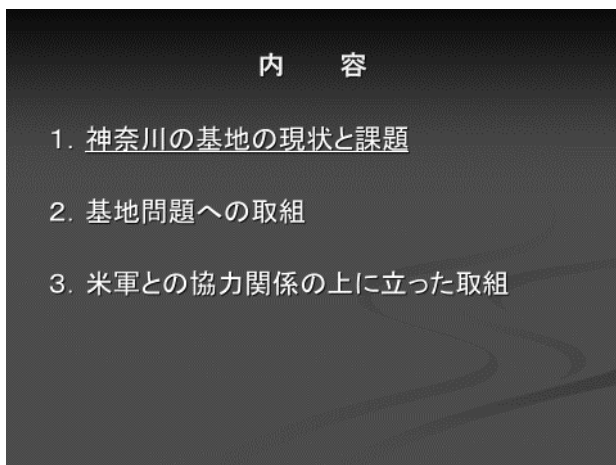 内　　容
１．神奈川の基地の現状と課題
２．基地問題への取組
３．米軍との協力関係の上に立った取組